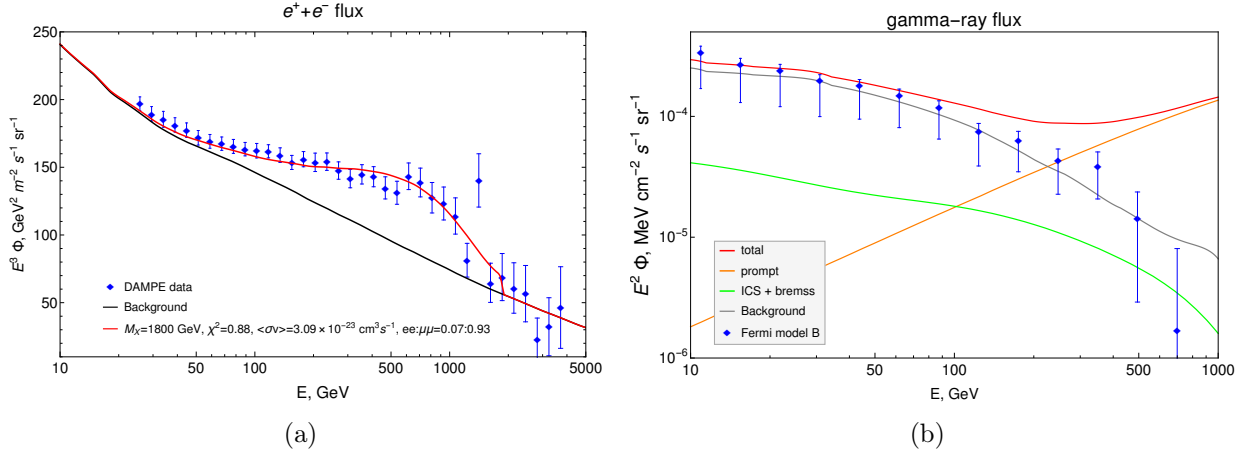 e⁺+e⁻ flux
E³ Φ, GeV² m⁻² s⁻¹ sr⁻¹
250
200
150
100
50
DAMPE data
Background
Mχ=1800 GeV, χ²=0.88, <σv>=3.09×10⁻²³ cm³s⁻¹, ee:μμ=0.07:0.93
10 50 100 500 1000 5000
E, GeV
(a)
gamma-ray flux
E² Φ, MeV cm⁻² s⁻¹ sr⁻¹
10⁻⁴
10⁻⁵
10⁻⁶
total
prompt
ICS + bremss
Background
Fermi model B
10 50 100 500 1000
E, GeV
(b)